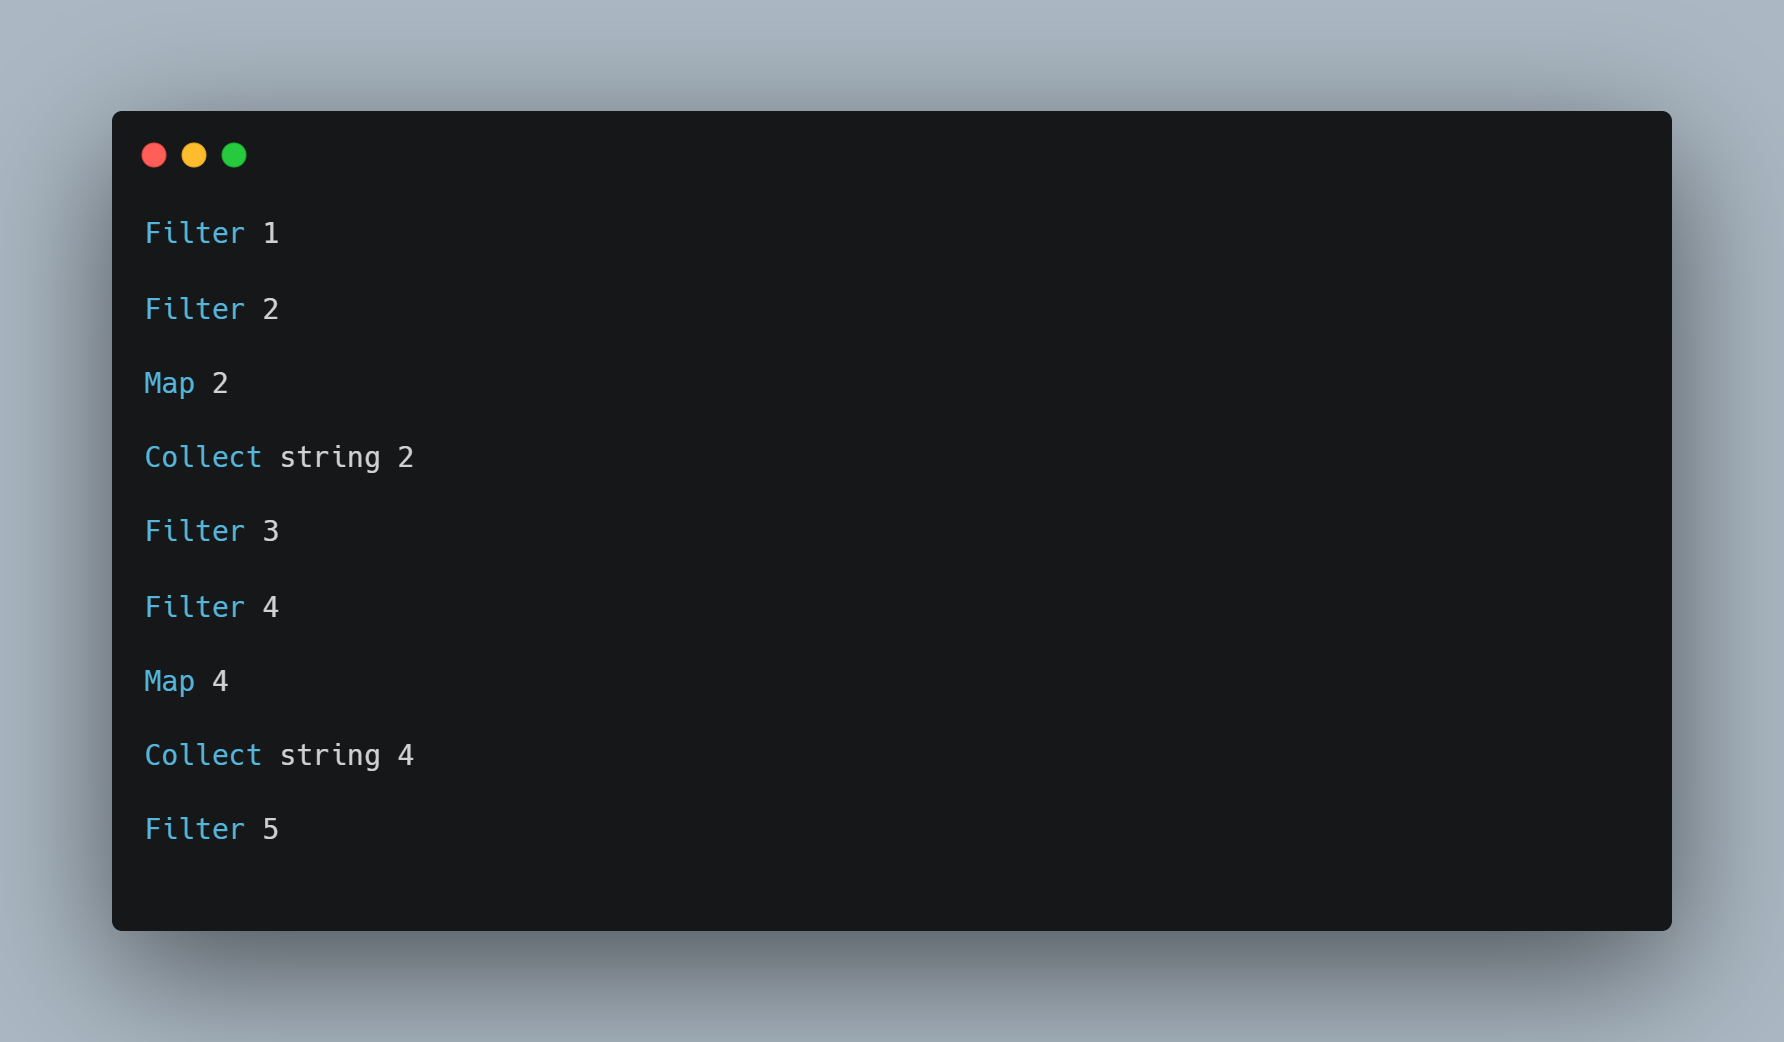 Filter 1
Filter 2
Map 2
Collect string 2
Filter 3
Filter 4
Map 4
Collect string 4
Filter 5